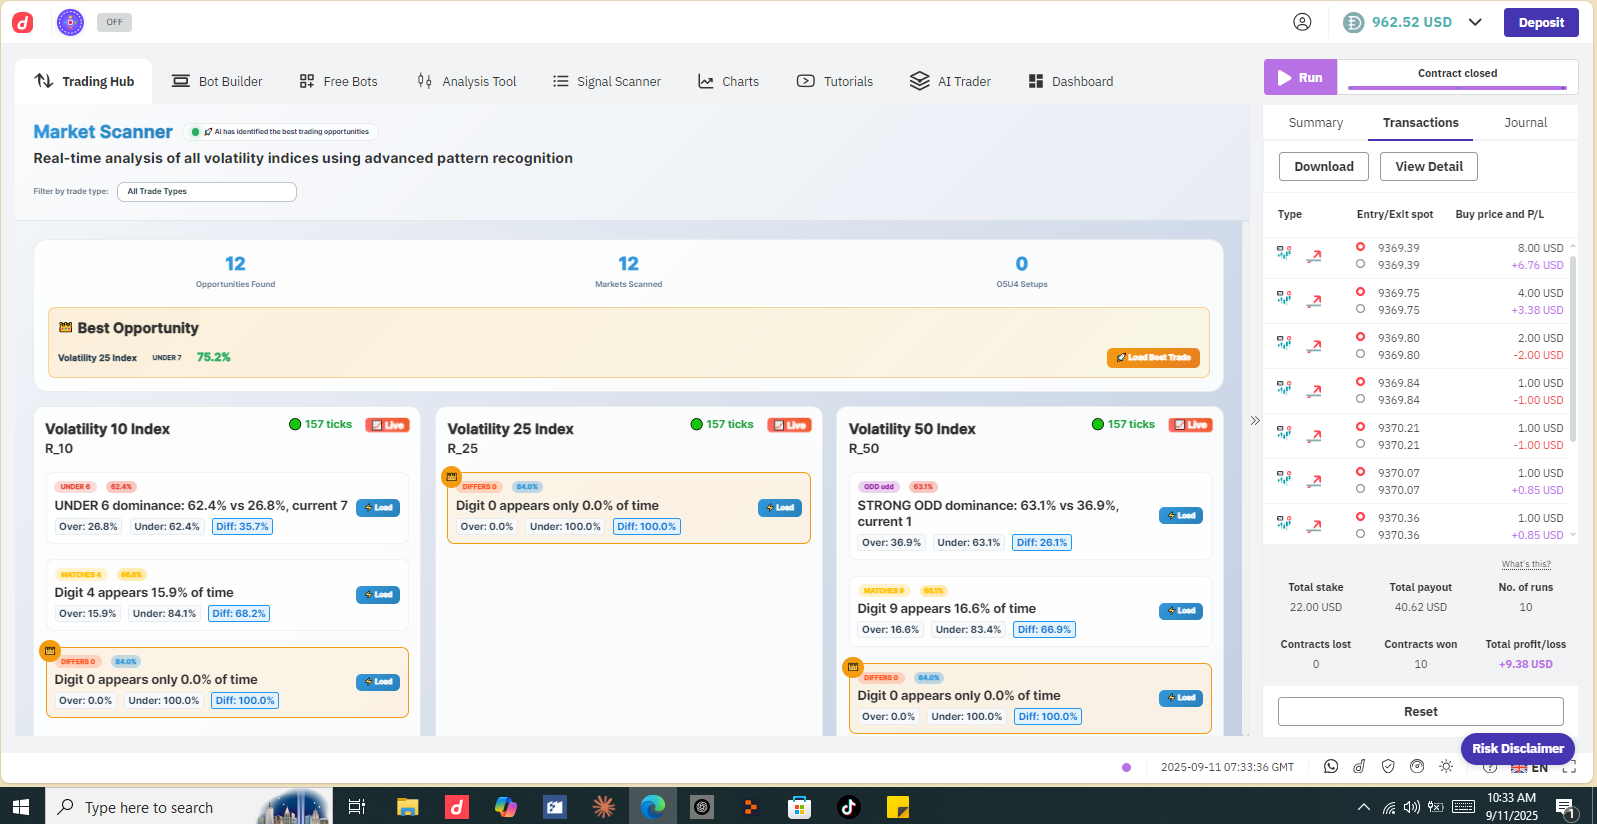 OFF
962.52 USD
Deposit
Trading Hub
Bot Builder
Free Bots
Analysis Tool
Signal Scanner
Charts
Tutorials
AI Trader
Dashboard
Run
Contract closed
Market Scanner
AI has identified the best trading opportunities
Real-time analysis of all volatility indices using advanced pattern recognition
Filter by trade type:
All Trade Types
12
Opportunities Found
12
Markets Scanned
0
O5U4 Setups
Best Opportunity
Volatility 25 Index UNDER 7 75.2%
Load Best Trade
Volatility 10 Index
157 ticks
Live
R_10
UNDER 6 62.4%
UNDER 6 dominance: 62.4% vs 26.8%, current 7
Load
Over: 26.8% Under: 62.4% Diff: 35.7%
MATCHES 4 66.8%
Digit 4 appears 15.9% of time
Load
Over: 15.9% Under: 84.1% Diff: 68.2%
DIFFERS 0 84.0%
Digit 0 appears only 0.0% of time
Load
Over: 0.0% Under: 100.0% Diff: 100.0%
Volatility 25 Index
157 ticks
Live
R_25
DIFFERS 0 84.0%
Digit 0 appears only 0.0% of time
Load
Over: 0.0% Under: 100.0% Diff: 100.0%
Volatility 50 Index
157 ticks
Live
R_50
ODD odd 63.1%
STRONG ODD dominance: 63.1% vs 36.9%,
current 1
Load
Over: 36.9% Under: 63.1% Diff: 26.1%
MATCHES 9 68.1%
Digit 9 appears 16.6% of time
Load
Over: 16.6% Under: 83.4% Diff: 66.9%
DIFFERS 0 84.0%
Digit 0 appears only 0.0% of time
Load
Over: 0.0% Under: 100.0% Diff: 100.0%
Summary
Transactions
Journal
Download
View Detail
Type Entry/Exit spot Buy price and P/L
9369.39 8.00 USD
9369.39 +6.76 USD
9369.75 4.00 USD
9369.75 +3.38 USD
9369.80 2.00 USD
9369.80 -2.00 USD
9369.84 1.00 USD
9369.84 -1.00 USD
9370.21 1.00 USD
9370.21 -1.00 USD
9370.07 1.00 USD
9370.07 +0.85 USD
9370.36 1.00 USD
9370.36 +0.85 USD
What's this?
Total stake Total payout No. of runs
22.00 USD 40.62 USD 10
Contracts lost Contracts won Total profit/loss
0 10 +9.38 USD
Reset
Risk Disclaimer
2025-09-11 07:33:36 GMT
EN
Type here to search
10:33 AM
9/11/2025
1